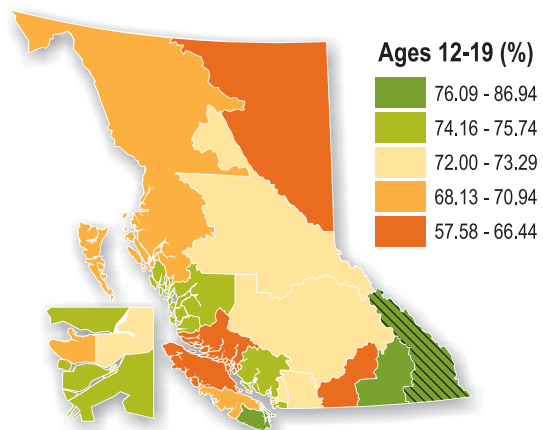 Ages 12-19 (%)
76.09 - 86.94
74.16 - 75.74
72.00 - 73.29
68.13 - 70.94
57.58 - 66.44